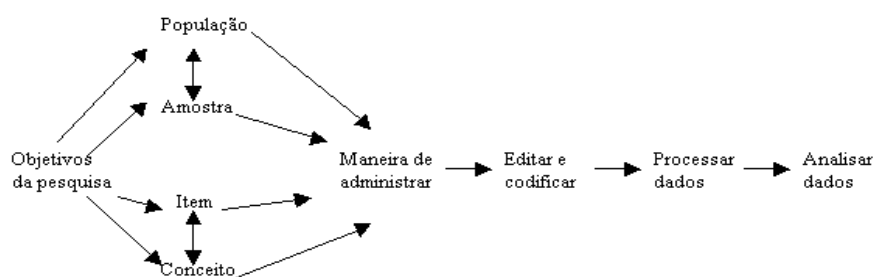 População
Amostra
Objetivos
da pesquisa
Maneira de
administrar
Editar e
codificar
Processar
dados
Analisar
dados
Item
Conceito